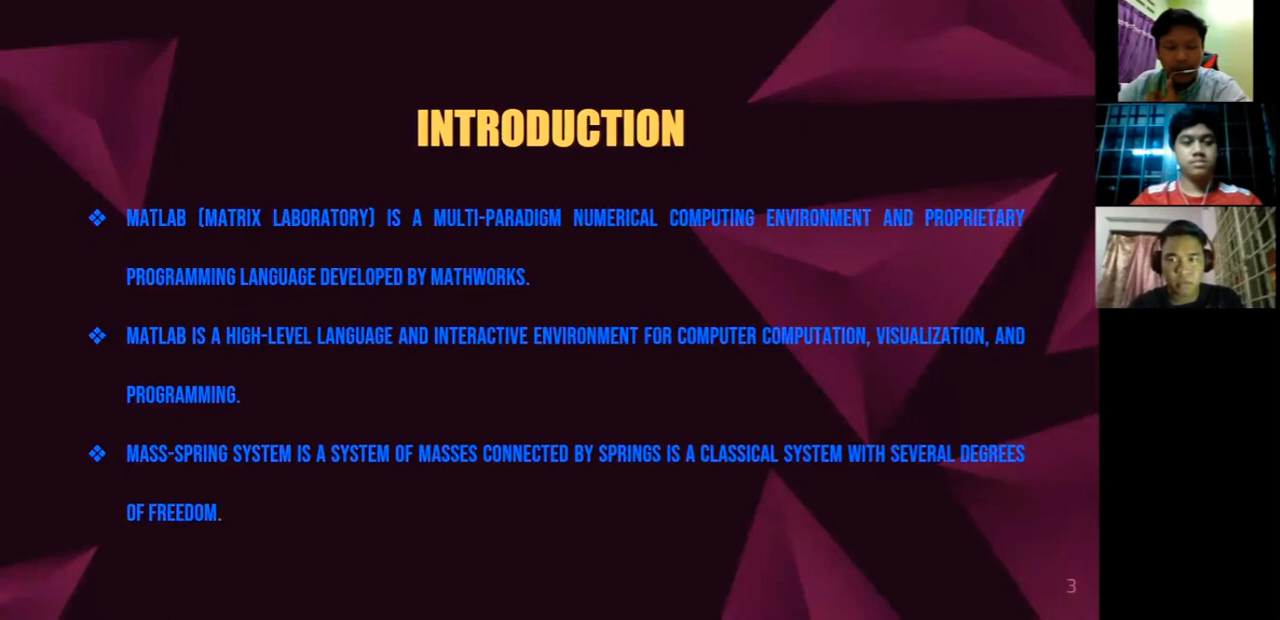 INTRODUCTION
❖ MATLAB (MATRIX LABORATORY) IS A MULTI-PARADIGM NUMERICAL COMPUTING ENVIRONMENT AND PROPRIETARY
PROGRAMMING LANGUAGE DEVELOPED BY MATHWORKS.
❖ MATLAB IS A HIGH-LEVEL LANGUAGE AND INTERACTIVE ENVIRONMENT FOR COMPUTER COMPUTATION, VISUALIZATION, AND
PROGRAMMING.
❖ MASS-SPRING SYSTEM IS A SYSTEM OF MASSES CONNECTED BY SPRINGS IS A CLASSICAL SYSTEM WITH SEVERAL DEGREES
OF FREEDOM.
3